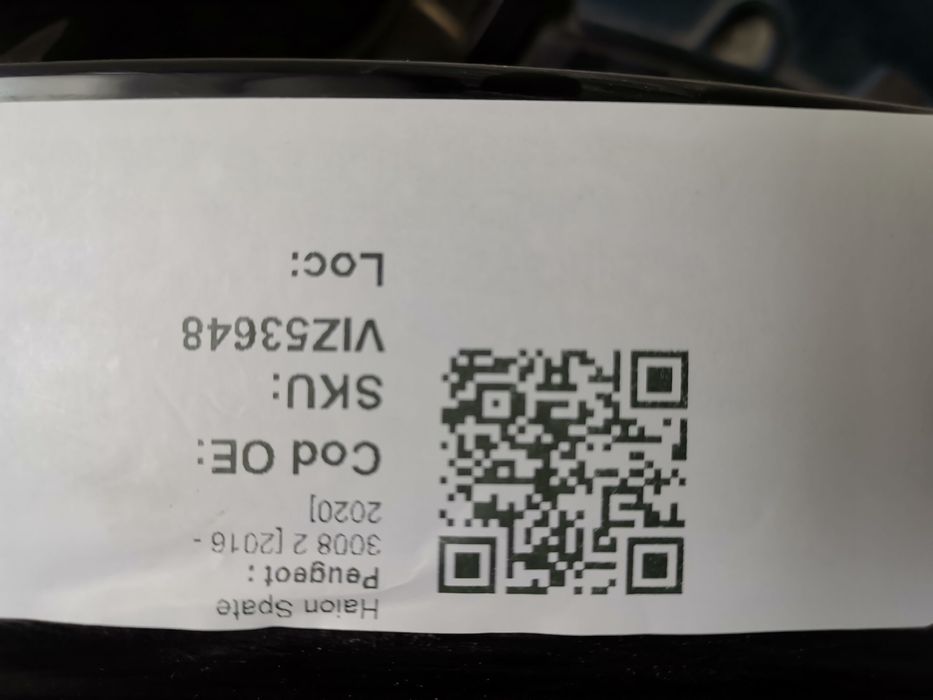 Haion Spate
Peugeot :
3008 2 [2016 -
2020]
Cod OE:
SKU:
VIZ53648
Loc: